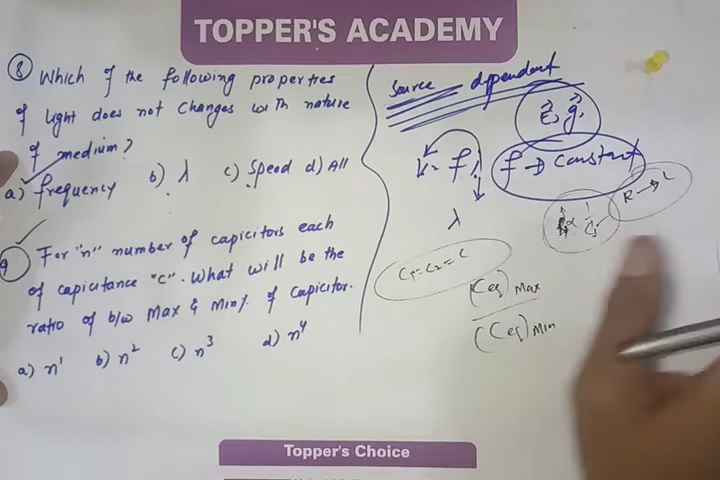 TOPPER'S ACADEMY
8 Which of the following properties
of light does not changes with nature
of medium?
a) frequency b) λ c) Speed d) All
9 For "n" number of capicitors each
of capicitance "c". What will be the
ratio of b/w Max & Min% of Capicitor.
a) n¹ b) n² c) n³ d) n⁴
Source dependent
E, g,
f → Constant
λ
C₁=C₂=C
R → L
(Ceq)Max
(Ceq)Min
Topper's Choice